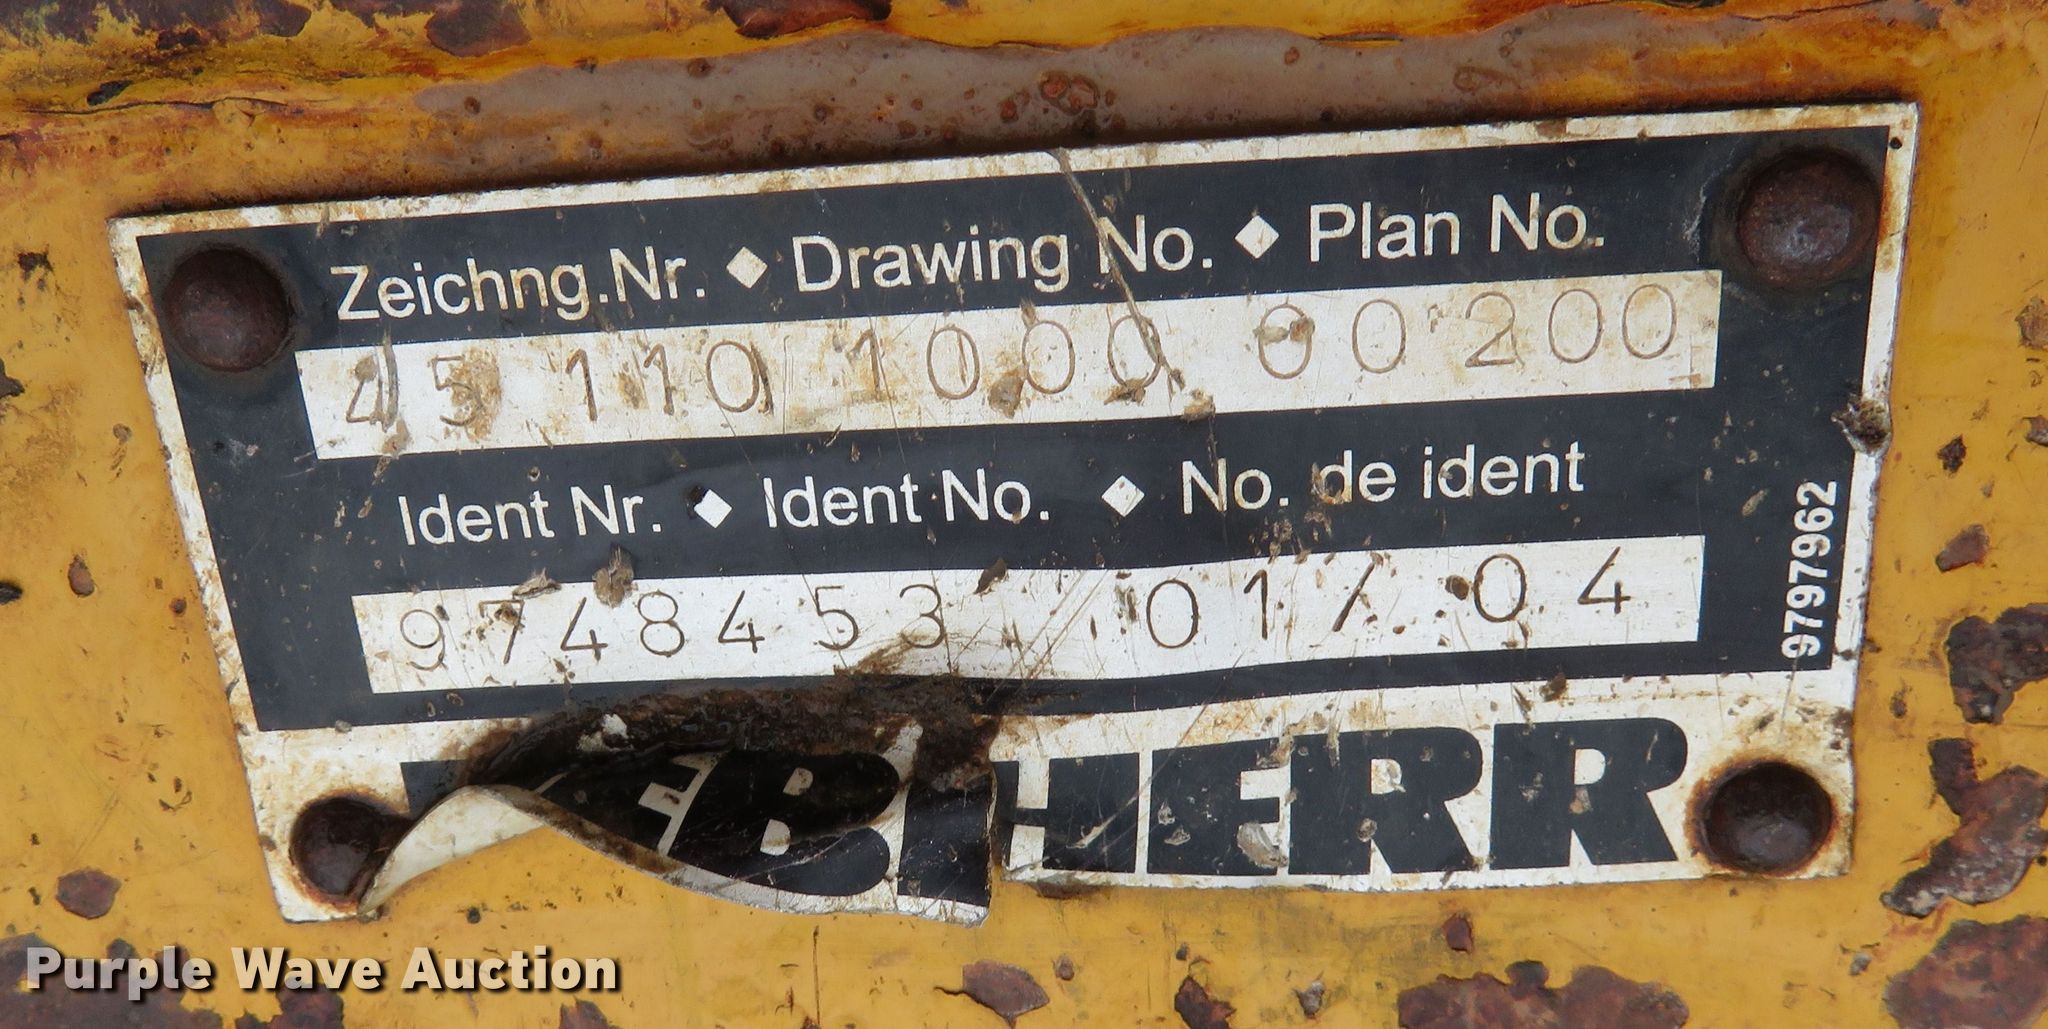 Zeichng.Nr. ◆ Drawing No. ◆ Plan No.
45 110 1000 00 200
Ident Nr. ◆ Ident No. ◆ No. de ident
9748453 01/04
9797962
LIEBHERR
Purple Wave Auction